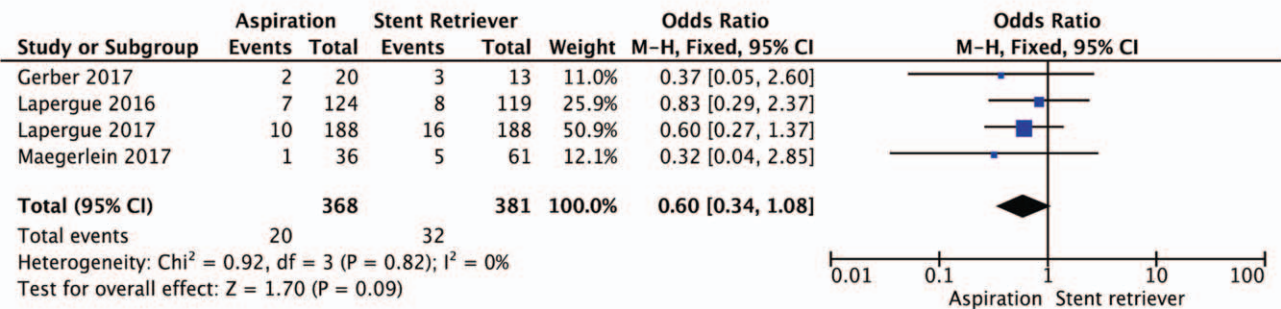 Aspiration Stent Retriever Odds Ratio Odds Ratio
Study or Subgroup Events Total Events Total Weight M-H, Fixed, 95% CI M-H, Fixed, 95% CI
Gerber 2017 2 20 3 13 11.0% 0.37 [0.05, 2.60]
Lapergue 2016 7 124 8 119 25.9% 0.83 [0.29, 2.37]
Lapergue 2017 10 188 16 188 50.9% 0.60 [0.27, 1.37]
Maegerlein 2017 1 36 5 61 12.1% 0.32 [0.04, 2.85]
Total (95% CI) 368 381 100.0% 0.60 [0.34, 1.08]
Total events 20 32
Heterogeneity: Chi² = 0.92, df = 3 (P = 0.82); I² = 0%
Test for overall effect: Z = 1.70 (P = 0.09)
0.01 0.1 1 10 100
Aspiration Stent retriever